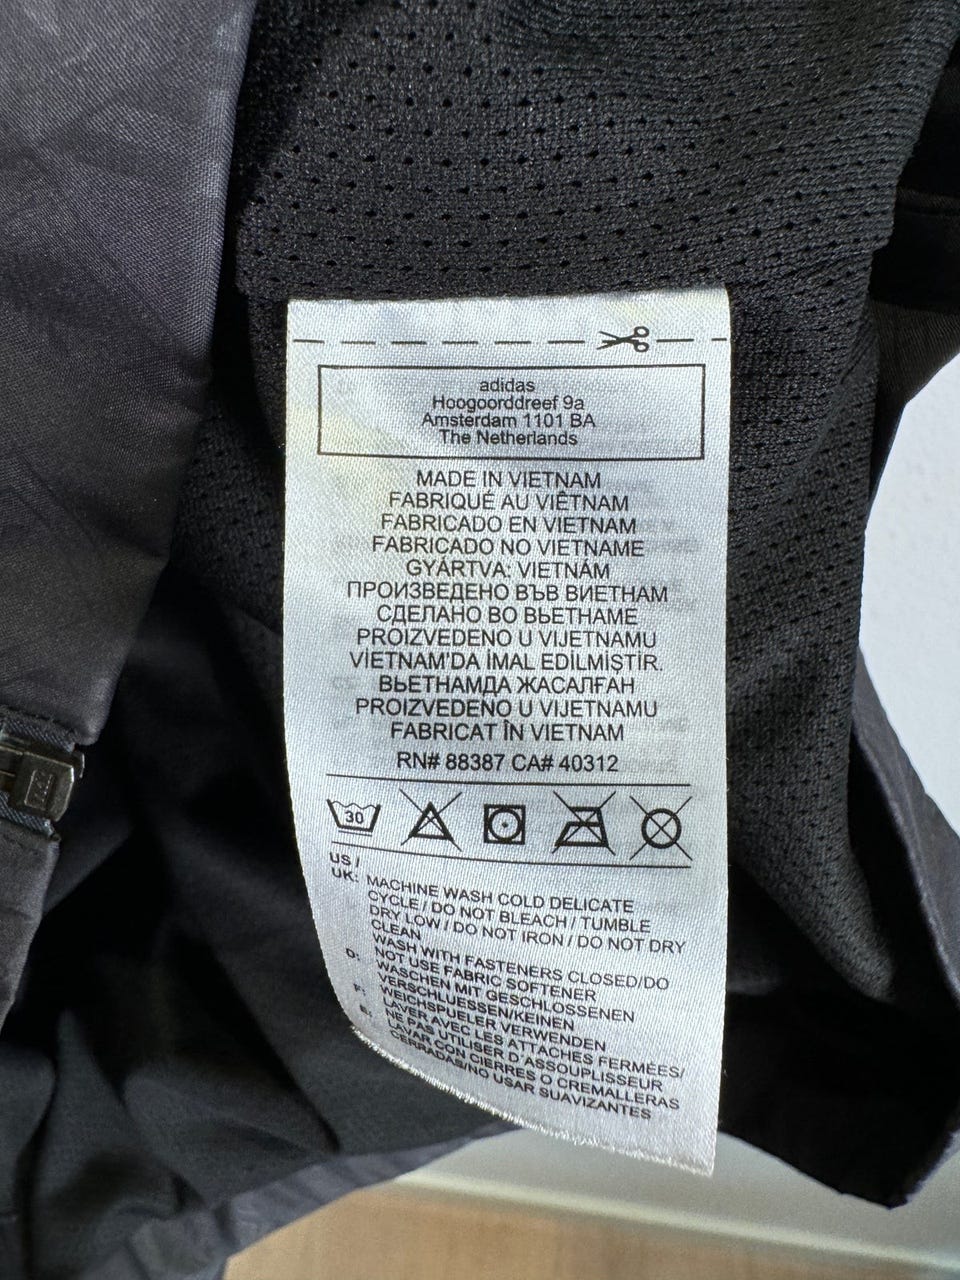 adidas
Hoogoorddreef 9a
Amsterdam 1101 BA
The Netherlands
MADE IN VIETNAM
FABRIQUÉ AU VIÊTNAM
FABRICADO EN VIETNAM
FABRICADO NO VIETNAME
GYÁRTVA: VIETNÁM
ПРОИЗВЕДЕНО ВЪВ ВИЕТНАМ
СДЕЛАНО ВО ВЬЕТНАМЕ
PROIZVEDENO U VIJETNAMU
VIETNAM'DA İMAL EDİLMİŞTİR.
ВЬЕТНАМДА ЖАСАЛҒАН
PROIZVEDENO U VIJETNAMU
FABRICAT ÎN VIETNAM
RN# 88387 CA# 40312
30
US /
UK: MACHINE WASH COLD DELICATE
CYCLE / DO NOT BLEACH / TUMBLE
DRY LOW / DO NOT IRON / DO NOT DRY
CLEAN
WASH WITH FASTENERS CLOSED/DO
NOT USE FABRIC SOFTENER
D: WASCHEN MIT GESCHLOSSENEN
VERSCHLUESSEN/KEINEN
WEICHSPUELER VERWENDEN
F: LAVER AVEC LES ATTACHES FERMÉES/
NE PAS UTILISER D'ASSOUPLISSEUR
E: LAVAR CON CIERRES O CREMALLERAS
CERRADAS/NO USAR SUAVIZANTES